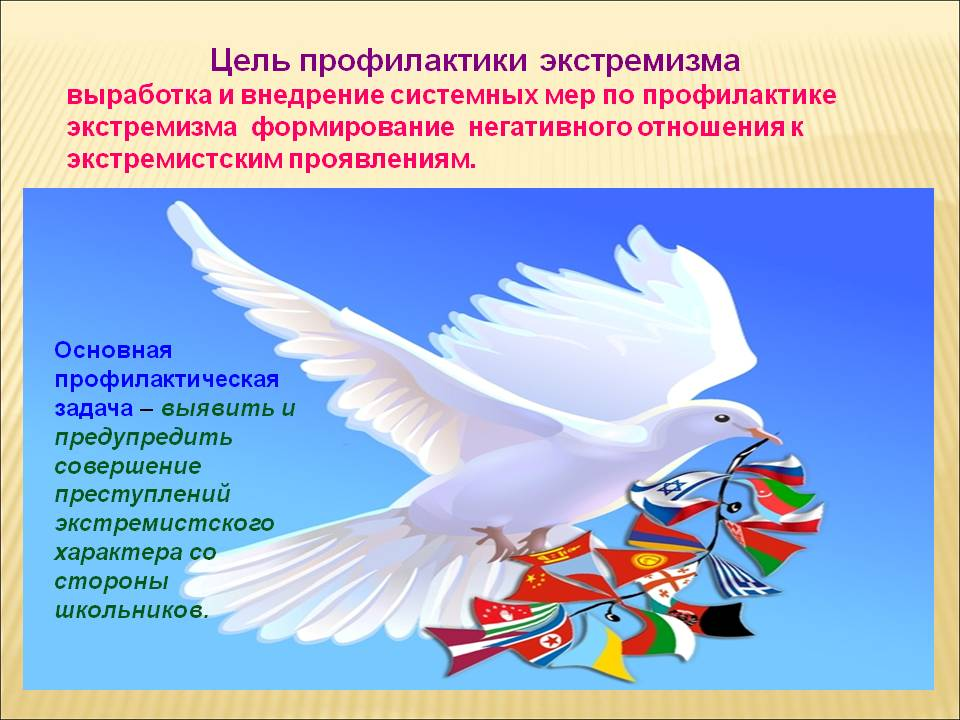 Цель профилактики экстремизма
выработка и внедрение системных мер по профилактике
экстремизма формирование негативного отношения к
экстремистским проявлениям.
Основная
профилактическая
задача – выявить и
предупредить
совершение
преступлений
экстремистского
характера со
стороны
школьников.